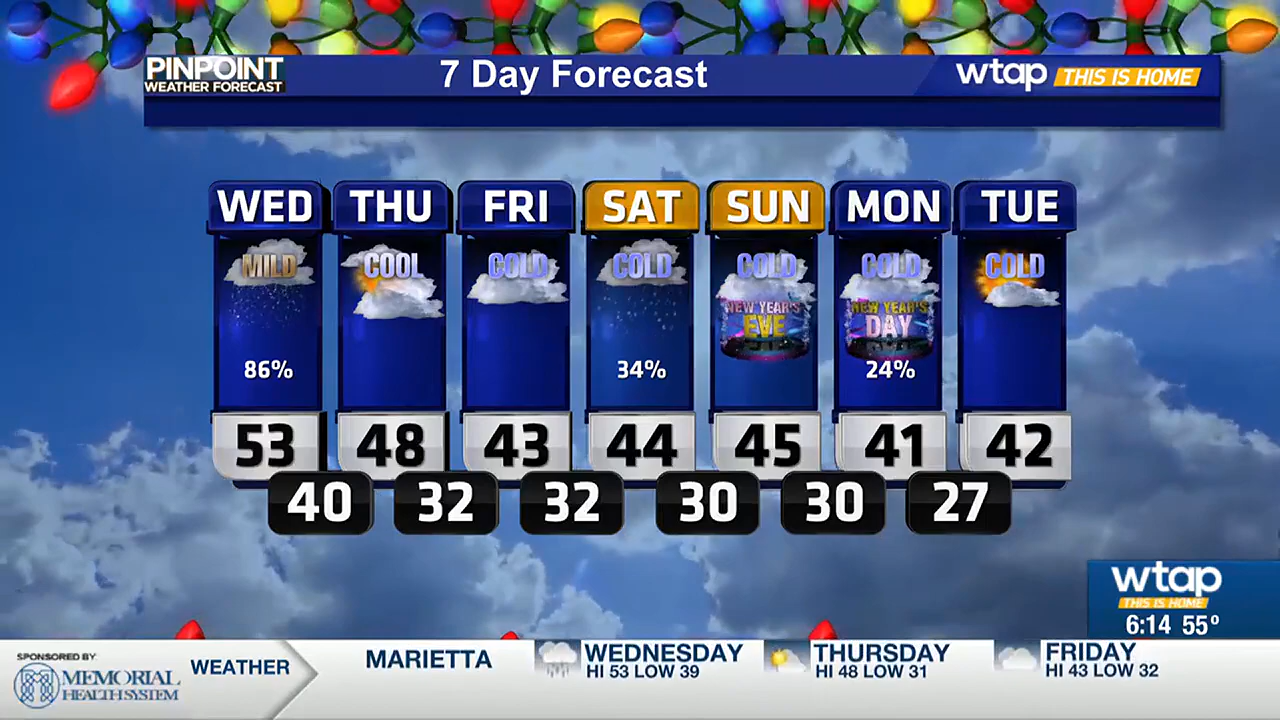 PINPOINT
WEATHER FORECAST
7 Day Forecast
wtap THIS IS HOME
WED THU FRI SAT SUN MON TUE
MILD COOL COLD COLD COLD COLD COLD
NEW YEAR'S EVE
NEW YEAR'S DAY
86% 34% 24%
53 48 43 44 45 41 42
40 32 32 30 30 27
wtap
THIS IS HOME
6:14 55°
SPONSORED BY
MEMORIAL
HEALTH SYSTEM
WEATHER
MARIETTA
WEDNESDAY
HI 53 LOW 39
THURSDAY
HI 48 LOW 31
FRIDAY
HI 43 LOW 32